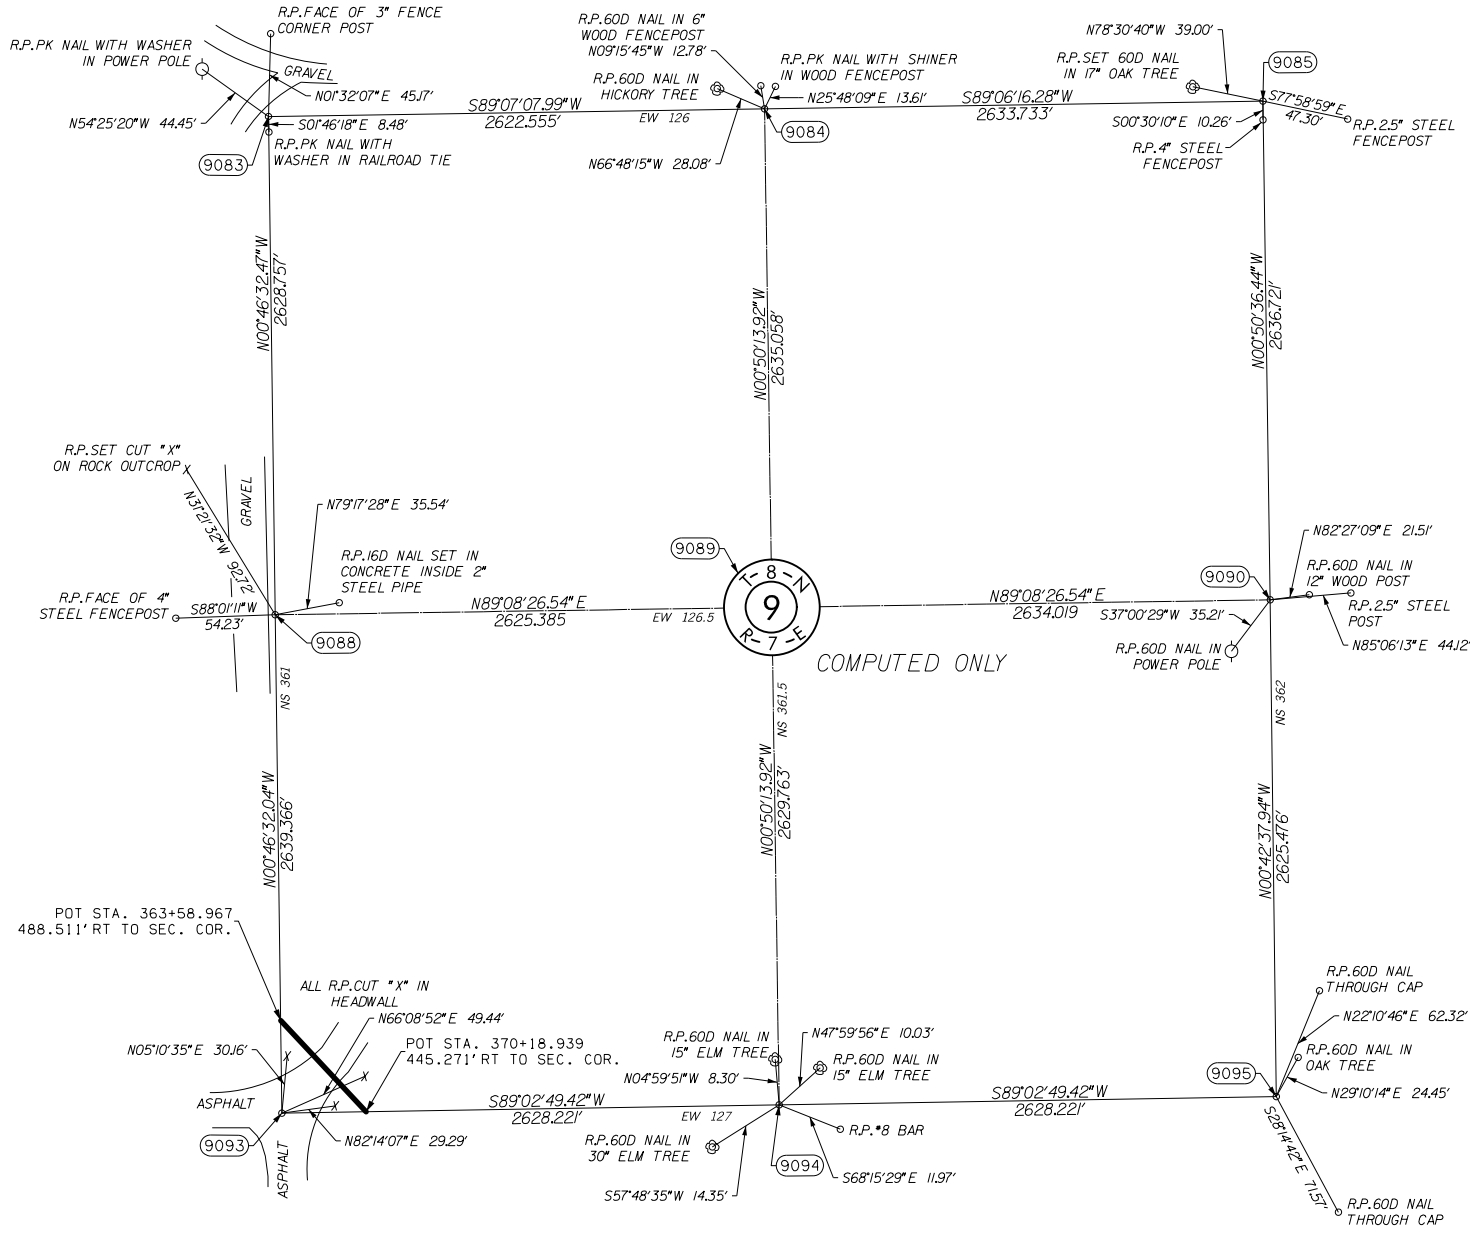 R.P.FACE OF 3" FENCE
CORNER POST
R.P.PK NAIL WITH WASHER
IN POWER POLE
GRAVEL
N01°32'07"E 45.17'
N54°25'20"W 44.45'
S01°46'18"E 8.48'
R.P.PK NAIL WITH
WASHER IN RAILROAD TIE
9083
S89°07'07.99"W
2622.555'
EW 126
R.P.60D NAIL IN 6"
WOOD FENCEPOST
N09°15'45"W 12.78'
R.P.60D NAIL IN
HICKORY TREE
R.P.PK NAIL WITH SHINER
IN WOOD FENCEPOST
N25°48'09"E 13.61'
9084
N66°48'15"W 28.08'
S89°06'16.28"W
2633.733'
N78°30'40"W 39.00'
R.P.SET 60D NAIL
IN 17" OAK TREE
9085
S77°58'59"E
47.30'
S00°30'10"E 10.26'
R.P.4" STEEL
FENCEPOST
R.P.2.5" STEEL
FENCEPOST
N00°46'32.47"W
2628.757'
N00°50'13.92"W
2635.058'
N00°50'36.44"W
2636.721'
R.P.SET CUT "X"
ON ROCK OUTCROP
X
N31°21'32"W 92.72'
GRAVEL
N79°17'28"E 35.54'
R.P.16D NAIL SET IN
CONCRETE INSIDE 2"
STEEL PIPE
R.P.FACE OF 4"
STEEL FENCEPOST
S88°01'11"W
54.23'
9088
N89°08'26.54"E
2625.385
EW 126.5
9089
T-8-N
9
R-7-E
COMPUTED ONLY
N89°08'26.54"E
2634.019
9090
N82°27'09"E 21.51'
R.P.60D NAIL IN
12" WOOD POST
R.P.2.5" STEEL
POST
N85°06'13"E 44.12'
S37°00'29"W 35.21'
R.P.60D NAIL IN
POWER POLE
NS 361
NS 361.5
NS 362
N00°46'32.04"W
2639.366'
N00°50'13.92"W
2629.763'
N00°42'37.94"W
2625.476'
POT STA. 363+58.967
488.511' RT TO SEC. COR.
ALL R.P.CUT "X" IN
HEADWALL
N66°08'52"E 49.44'
N05°10'35"E 30.16'
POT STA. 370+18.939
445.271' RT TO SEC. COR.
X
X
X
ASPHALT
ASPHALT
9093
N82°14'07"E 29.29'
S89°02'49.42"W
2628.221'
EW 127
R.P.60D NAIL IN
15" ELM TREE
N04°59'51"W 8.30'
N47°59'56"E 10.03'
R.P.60D NAIL IN
15" ELM TREE
R.P.60D NAIL IN
30" ELM TREE
S57°48'35"W 14.35'
9094
R.P.#8 BAR
S68°15'29"E 11.97'
S89°02'49.42"W
2628.221'
9095
R.P.60D NAIL
THROUGH CAP
N22°10'46"E 62.32'
R.P.60D NAIL IN
OAK TREE
N29°10'14"E 24.45'
S28°14'42"E 71.57'
R.P.60D NAIL
THROUGH CAP